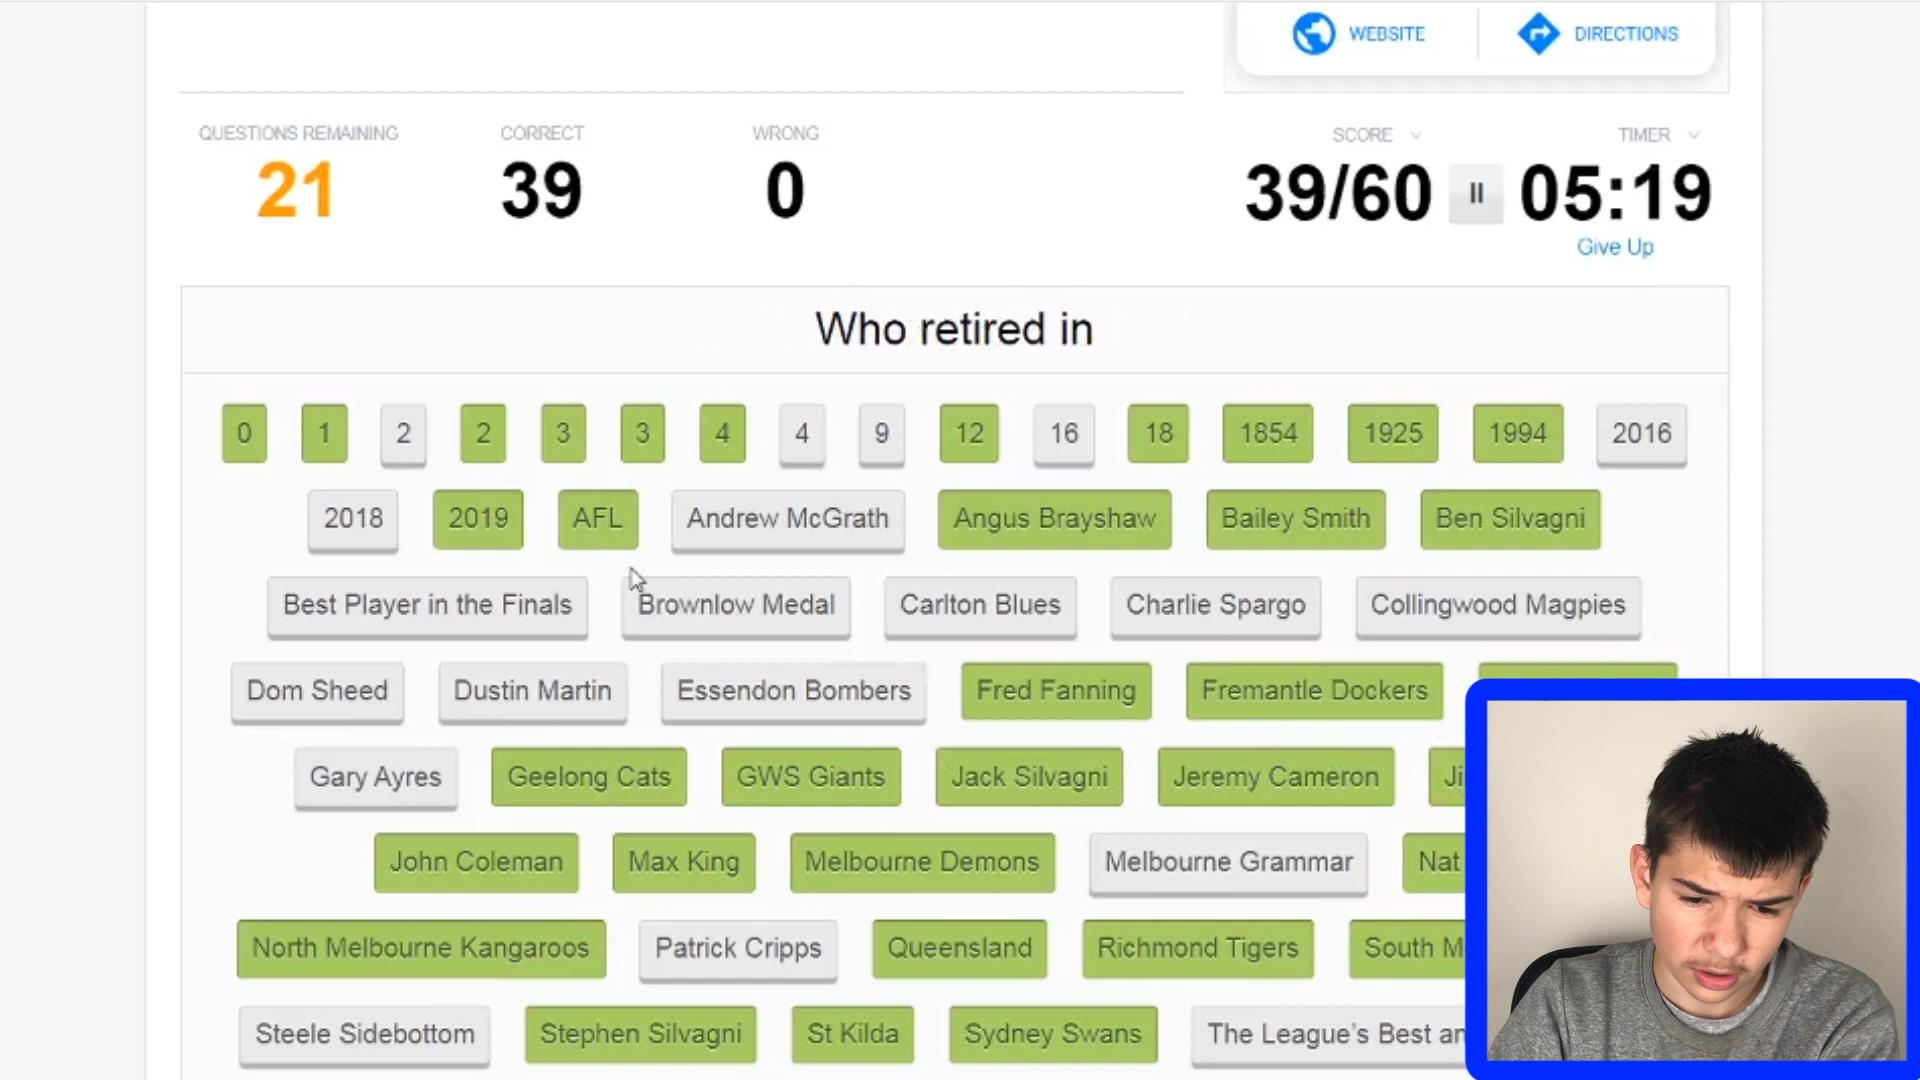 WEBSITE DIRECTIONS
QUESTIONS REMAINING CORRECT WRONG SCORE TIMER
21 39 0 39/60 05:19
Give Up
Who retired in
0 1 2 2 3 3 4 4 9 12 16 18 1854 1925 1994 2016
2018 2019 AFL Andrew McGrath Angus Brayshaw Bailey Smith Ben Silvagni
Best Player in the Finals Brownlow Medal Carlton Blues Charlie Spargo Collingwood Magpies
Dom Sheed Dustin Martin Essendon Bombers Fred Fanning Fremantle Dockers
Gary Ayres Geelong Cats GWS Giants Jack Silvagni Jeremy Cameron
John Coleman Max King Melbourne Demons Melbourne Grammar Nat
North Melbourne Kangaroos Patrick Cripps Queensland Richmond Tigers South
Steele Sidebottom Stephen Silvagni St Kilda Sydney Swans The League's Best